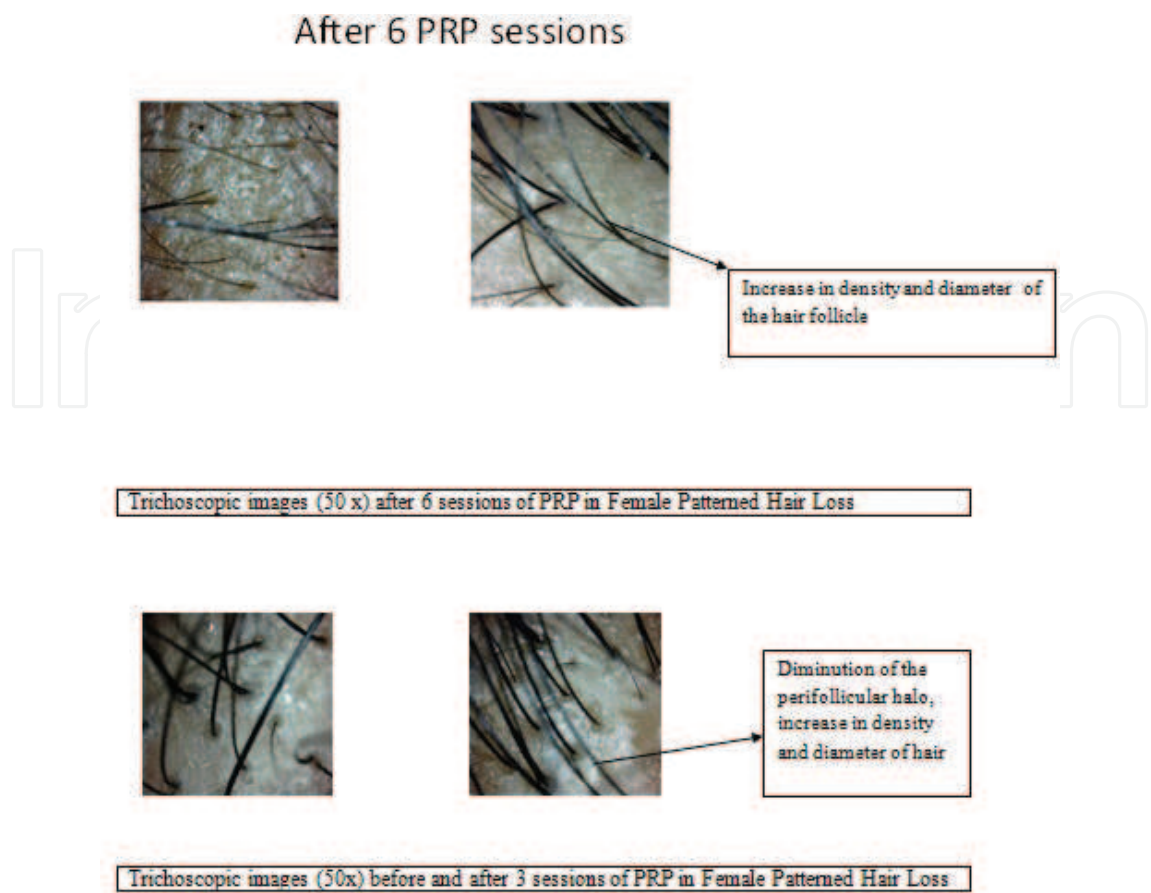 After 6 PRP sessions
Increase in density and diameter of
the hair follicle
Trichoscopic images (50 x) after 6 sessions of PRP in Female Patterned Hair Loss
Diminution of the
perifollicular halo,
increase in density
and diameter of hair
Trichoscopic images (50x) before and after 3 sessions of PRP in Female Patterned Hair Loss